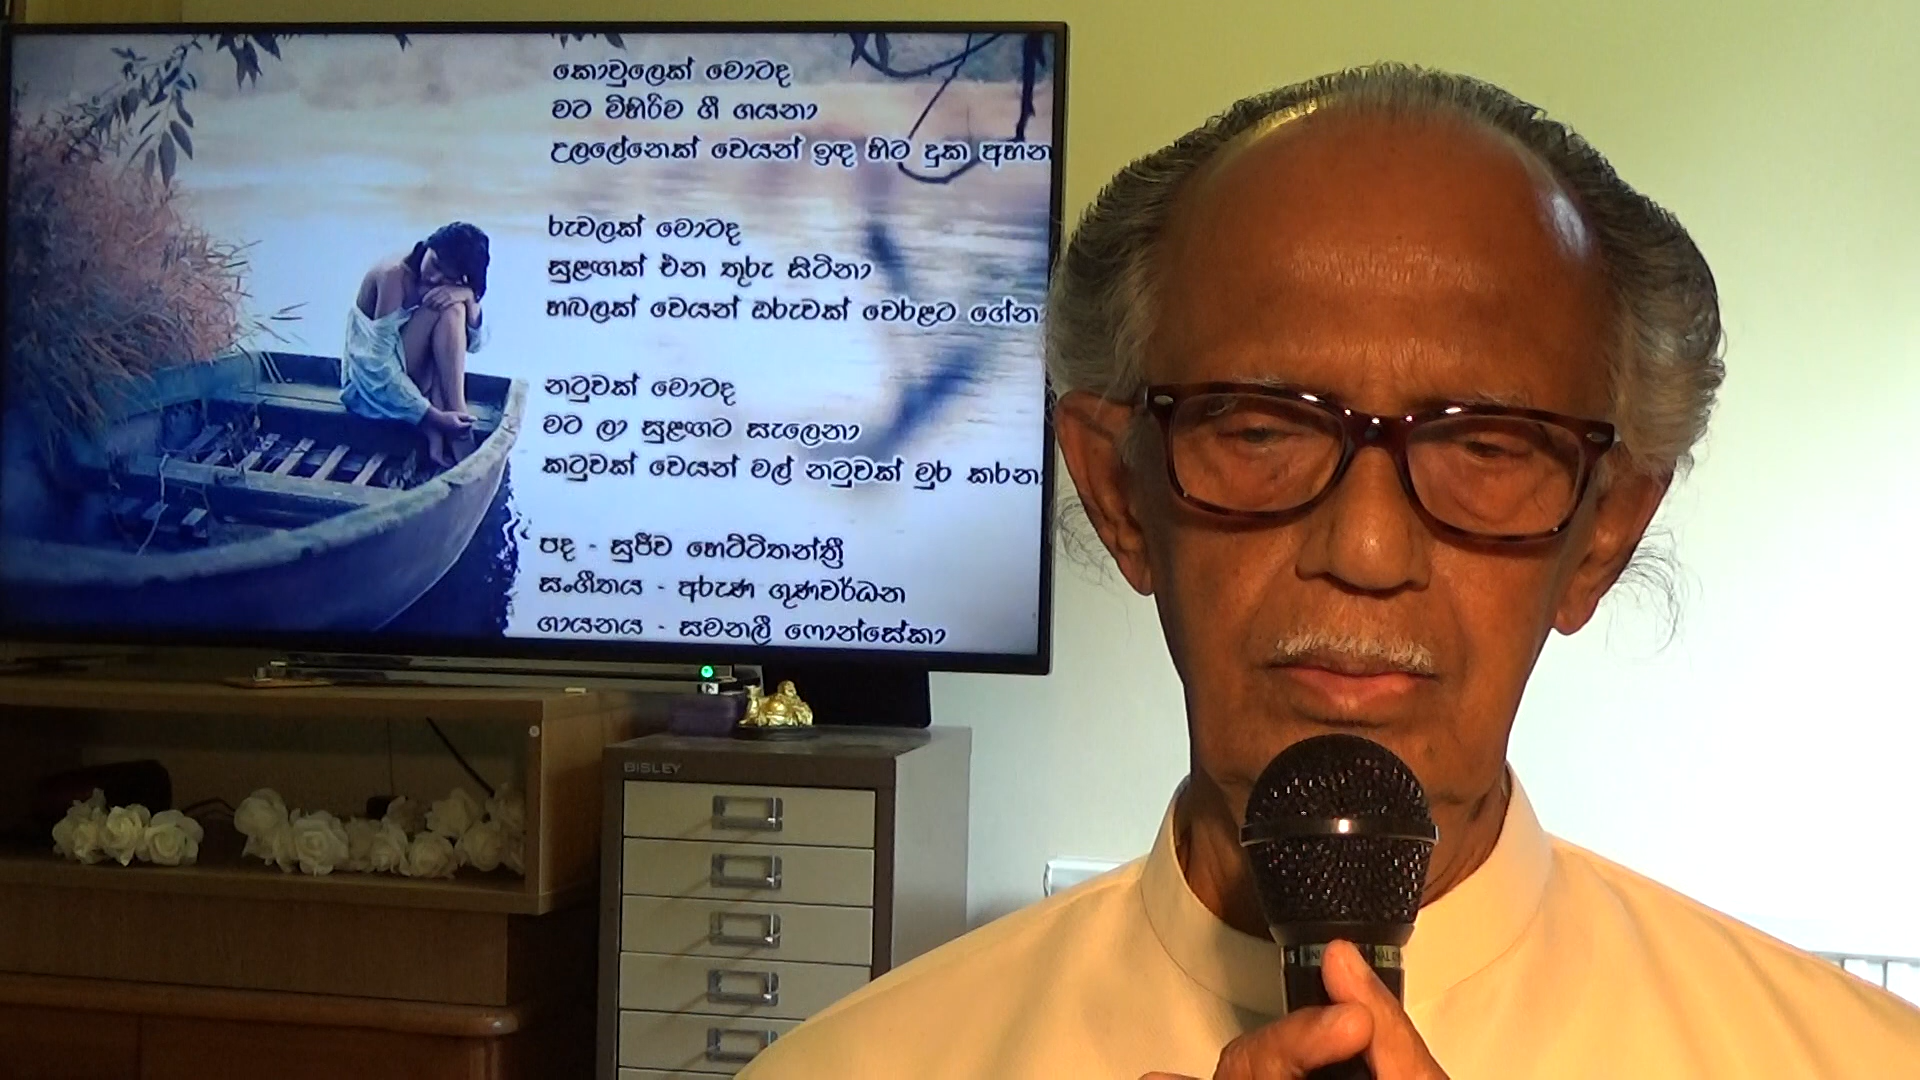 කොවුලෙක් මොටද
මට මිහිරිම ගී ගයනා
උලලේනෙක් වෙයන් ඉඳ හිට දුක අහන
රුවලක් මොටද
සුළඟක් එන තුරු සිටිනා
හබලක් වෙයන් ඔරුවක් වෙරළට ගේන
නටුවක් මොටද
මට ලා සුළඟට සැලෙනා
කටුවක් වෙයන් මල් නටුවක් මුර කරන
පද - සුජීව හෙට්ටිතන්ත්‍රී
සංගීතය - අරුණ ගුණවර්ධන
ගායනය - සමනලී ෆොන්සේකා
BISLEY